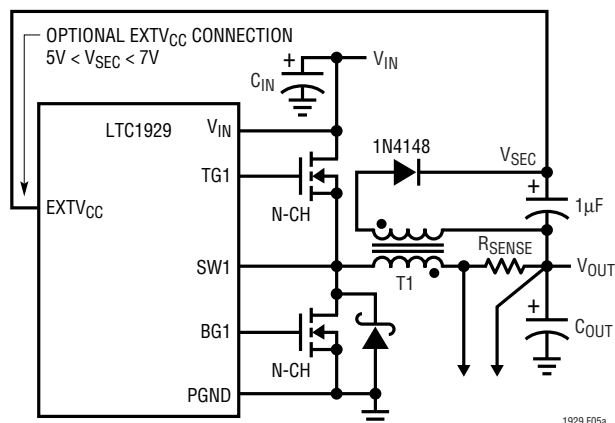 OPTIONAL EXTVCC CONNECTION
5V < VSEC < 7V
+
CIN
VIN
LTC1929
VIN
1N4148
VSEC
TG1
+
1µF
EXTVCC
N-CH
RSENSE
SW1
VOUT
T1
+
COUT
BG1
N-CH
PGND
1929 F05a